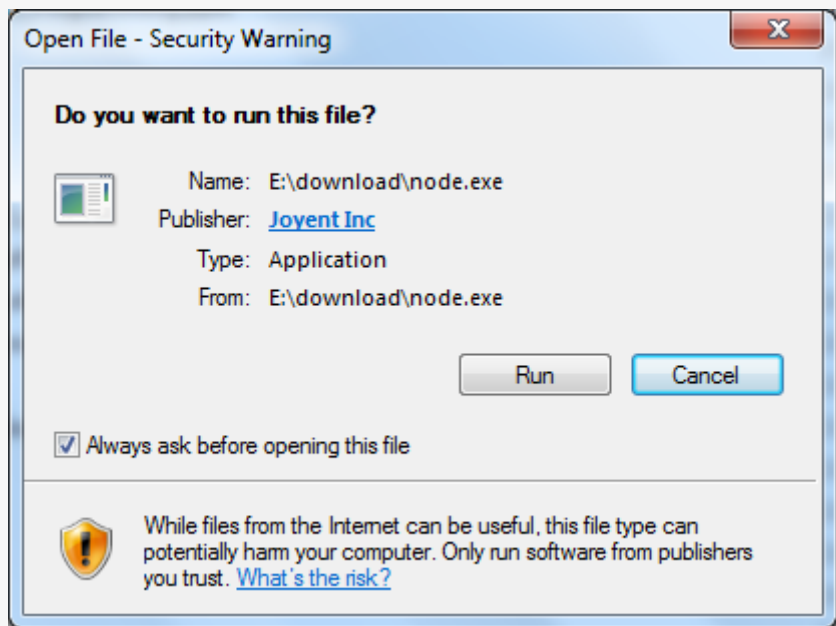 Open File - Security Warning
Do you want to run this file?
Name: E:\download\node.exe
Publisher: Joyent Inc
Type: Application
From: E:\download\node.exe
Run Cancel
Always ask before opening this file
While files from the Internet can be useful, this file type can
potentially harm your computer. Only run software from publishers
you trust. What's the risk?